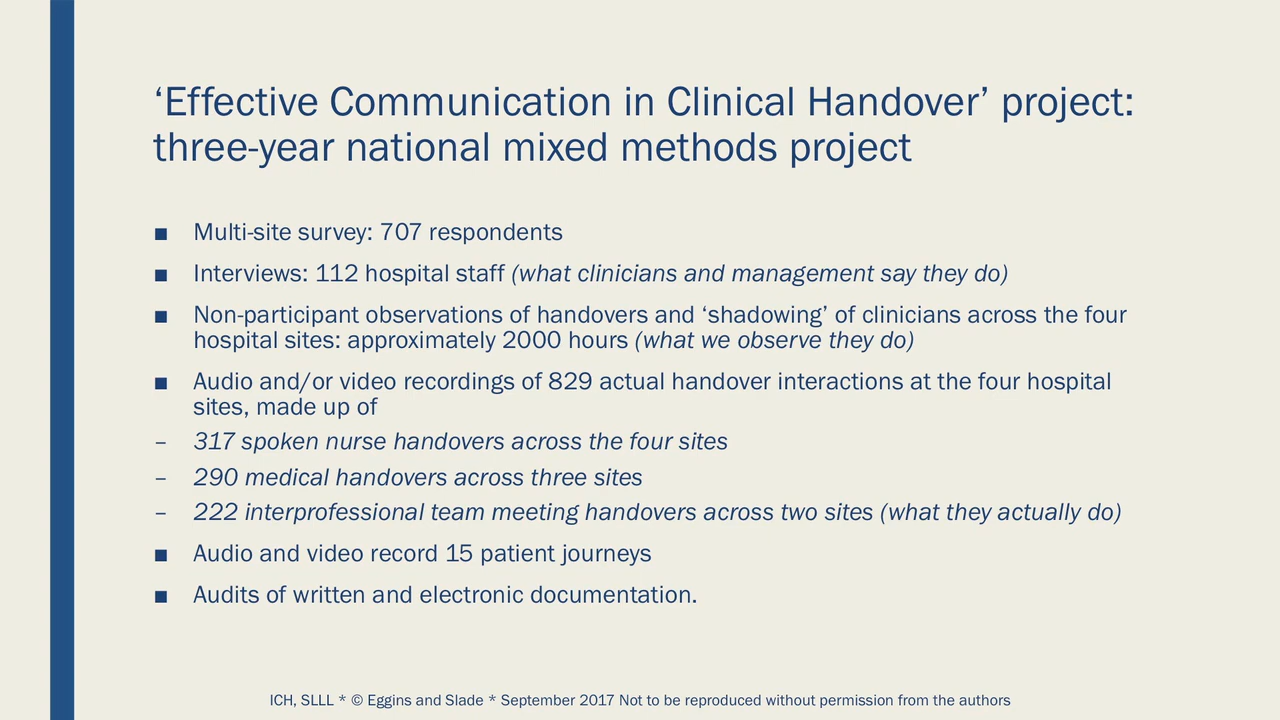 ‘Effective Communication in Clinical Handover’ project:
three-year national mixed methods project
■ Multi-site survey: 707 respondents
■ Interviews: 112 hospital staff (what clinicians and management say they do)
■ Non-participant observations of handovers and ‘shadowing’ of clinicians across the four
hospital sites: approximately 2000 hours (what we observe they do)
■ Audio and/or video recordings of 829 actual handover interactions at the four hospital
sites, made up of
– 317 spoken nurse handovers across the four sites
– 290 medical handovers across three sites
– 222 interprofessional team meeting handovers across two sites (what they actually do)
■ Audio and video record 15 patient journeys
■ Audits of written and electronic documentation.
ICH, SLLL * © Eggins and Slade * September 2017 Not to be reproduced without permission from the authors